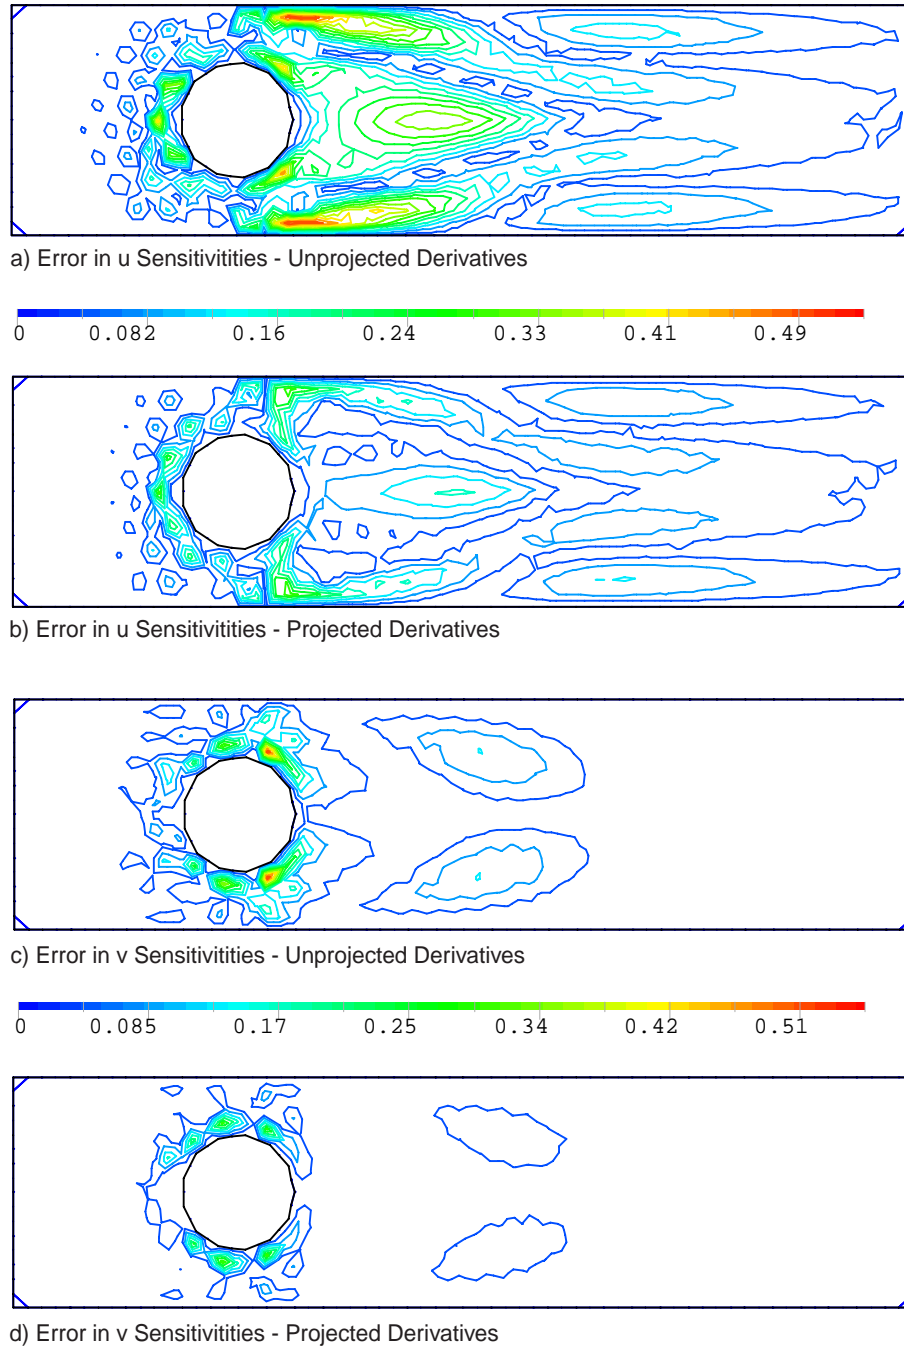 a) Error in u Sensitivitities - Unprojected Derivatives
0 0.082 0.16 0.24 0.33 0.41 0.49
b) Error in u Sensitivitities - Projected Derivatives
c) Error in v Sensitivitities - Unprojected Derivatives
0 0.085 0.17 0.25 0.34 0.42 0.51
d) Error in v Sensitivitities - Projected Derivatives